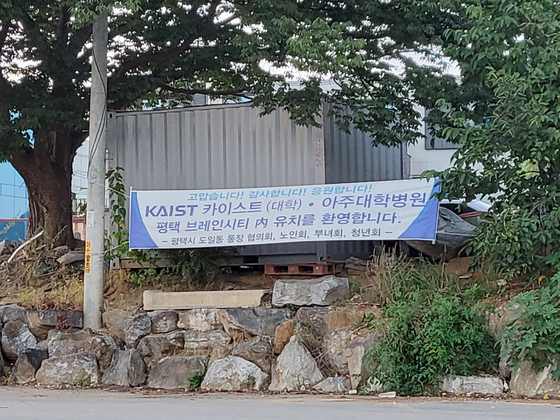 고맙습니다! 감사합니다! 응원합니다!
KAIST 카이스트 (대학) • 아주대학병원
평택 브레인시티 內 유치를 환영합니다.
- 평택시 도일동 통장 협의회, 노인회, 부녀회, 청년회 -